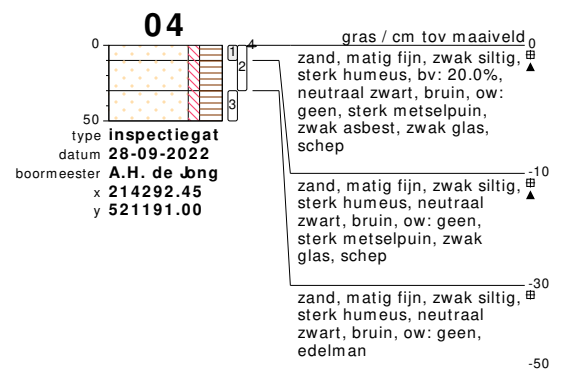 04
gras / cm tov maaiveld
0
4
0
1
2
3
50
zand, matig fijn, zwak siltig,
sterk humeus, bv: 20.0%,
neutraal zwart, bruin, ow:
geen, sterk metselpuin,
zwak asbest, zwak glas,
schep
type inspectiegat
datum 28-09-2022
boormeester A.H. de Jong
x 214292.45
y 521191.00
-10
zand, matig fijn, zwak siltig,
sterk humeus, neutraal
zwart, bruin, ow: geen,
sterk metselpuin, zwak
glas, schep
-30
zand, matig fijn, zwak siltig,
sterk humeus, neutraal
zwart, bruin, ow: geen,
edelman
-50